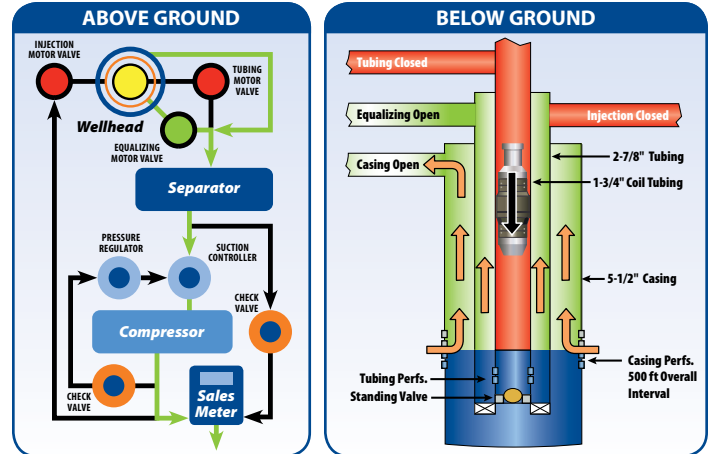 ABOVE GROUND
INJECTION
MOTOR VALVE
TUBING
MOTOR
VALVE
Wellhead
EQUALIZING
MOTOR VALVE
Separator
PRESSURE
REGULATOR
SUCTION
CONTROLLER
CHECK
VALVE
Compressor
CHECK
VALVE
Sales
Meter
BELOW GROUND
Tubing Closed
Equalizing Open
Injection Closed
Casing Open
2-7/8" Tubing
1-3/4" Coil Tubing
5-1/2" Casing
Tubing Perfs.
Standing Valve
Casing Perfs.
500 ft Overall
Interval